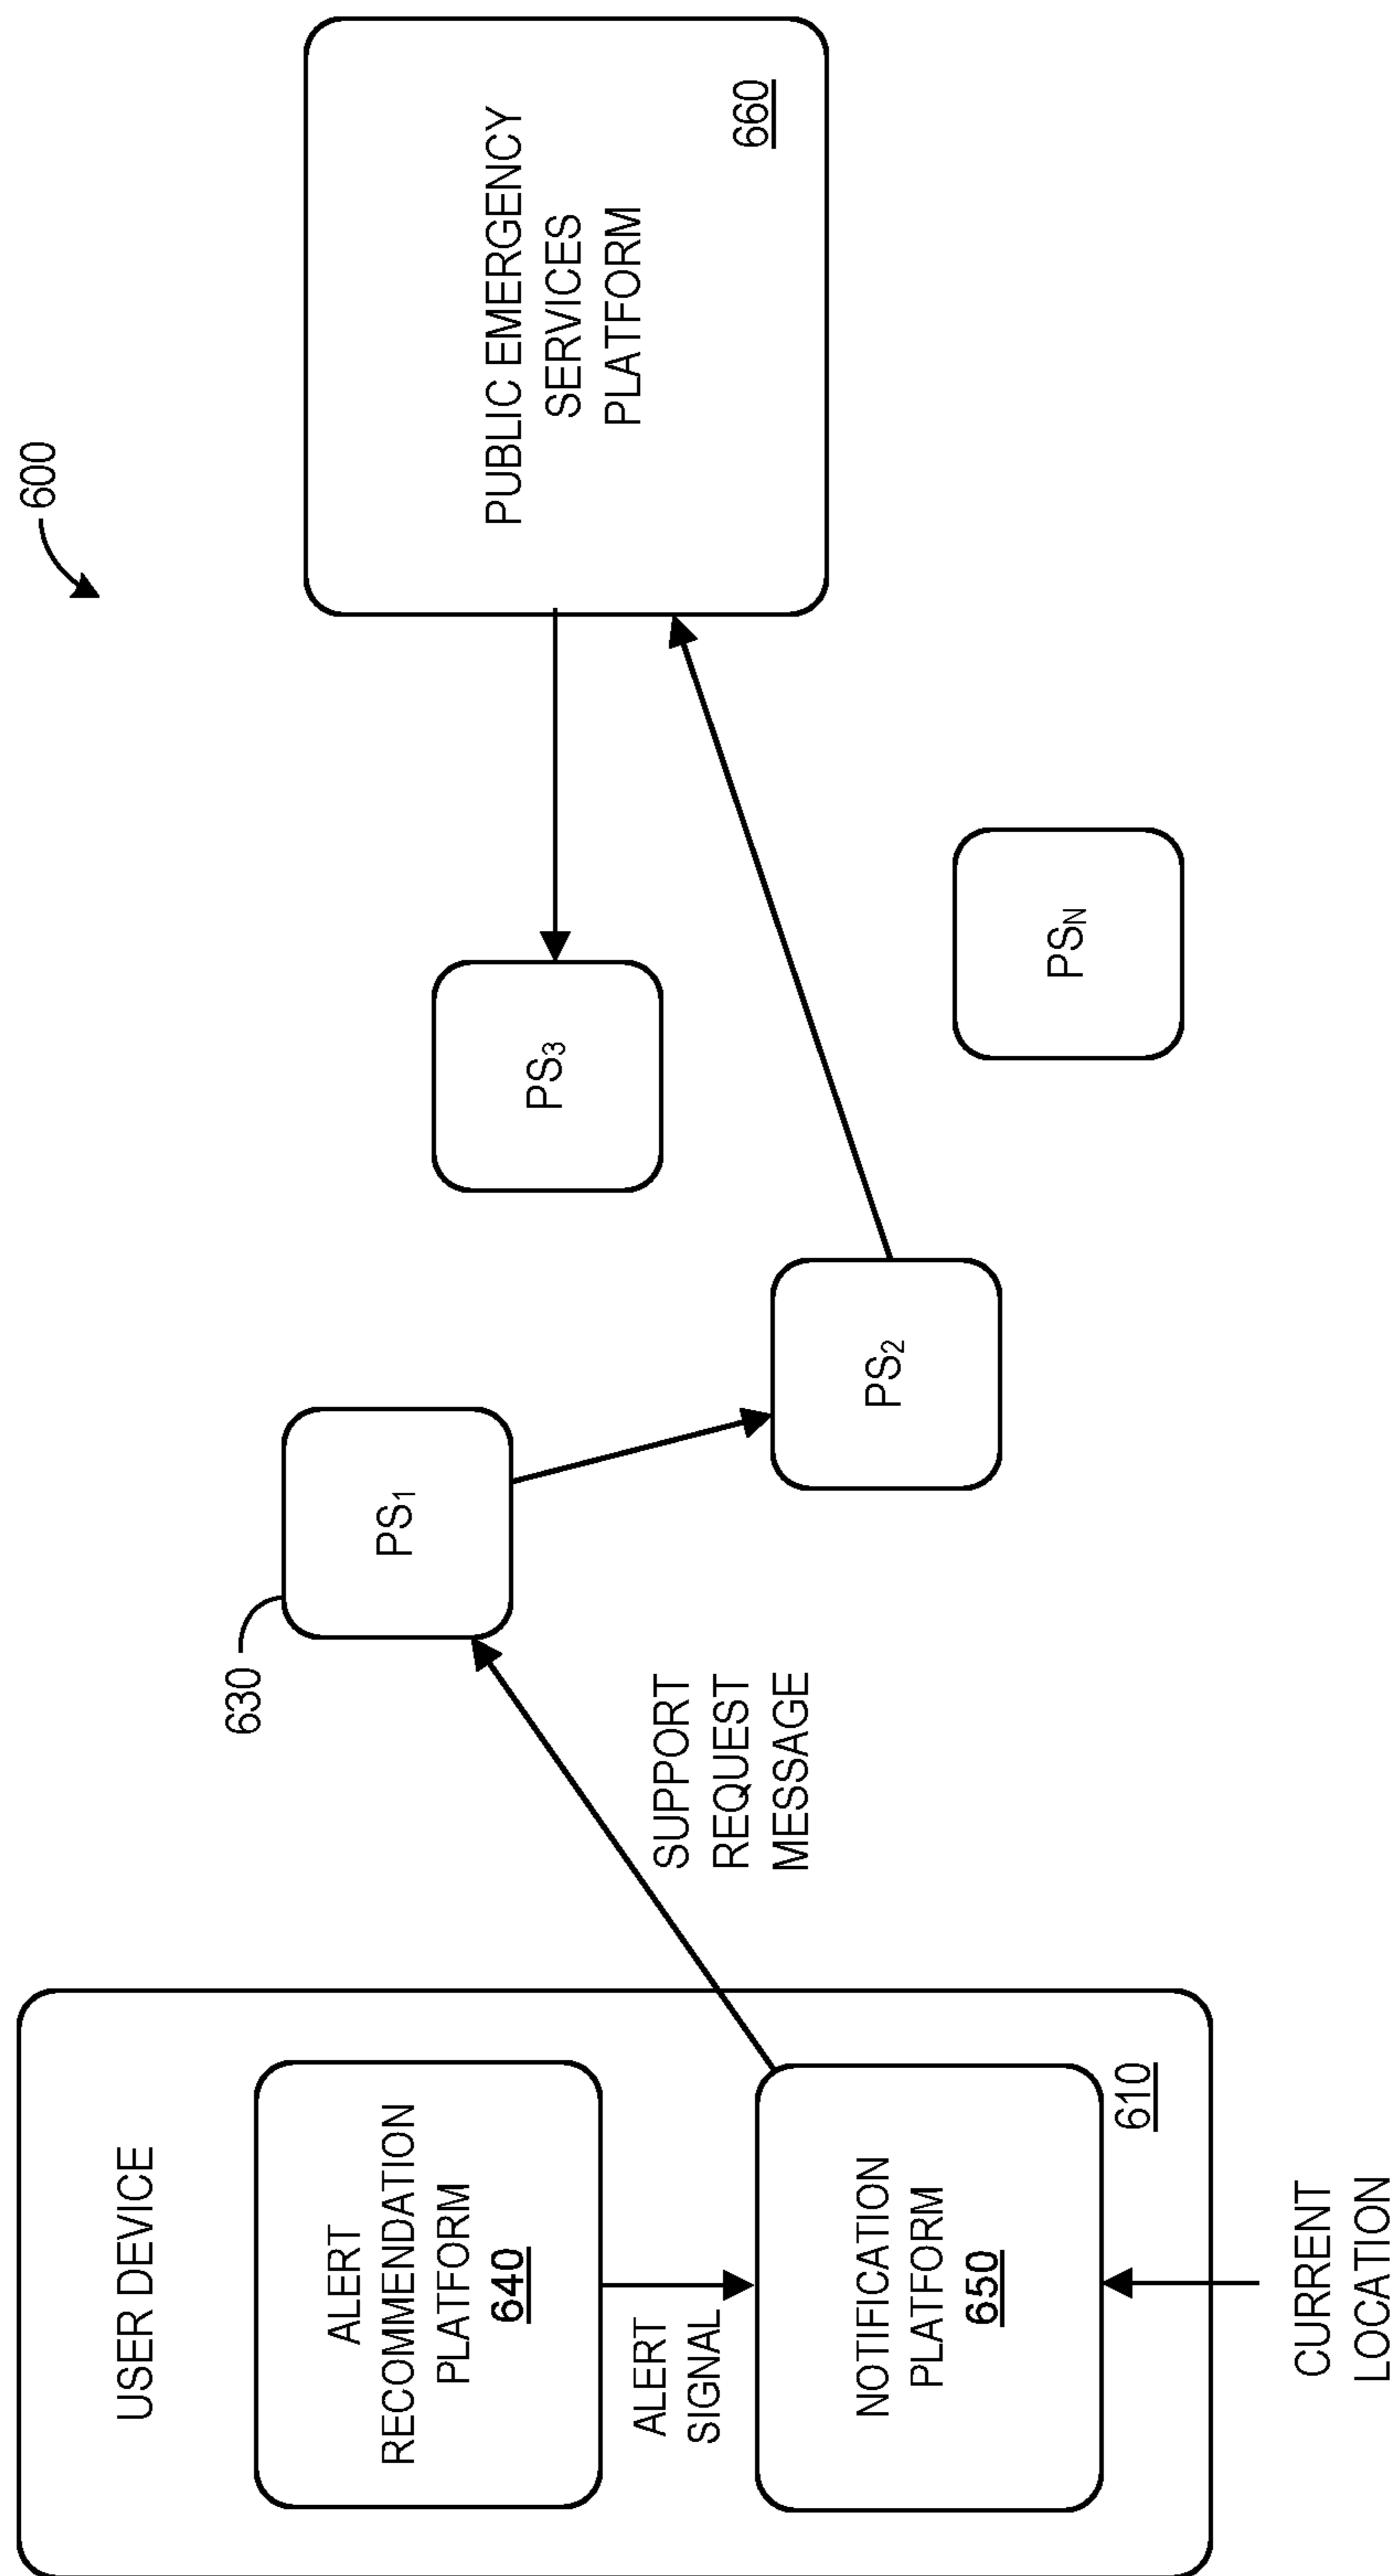 600
USER DEVICE
ALERT
RECOMMENDATION
PLATFORM
640
ALERT
SIGNAL
NOTIFICATION
PLATFORM
650
610
CURRENT
LOCATION
SUPPORT
REQUEST
MESSAGE
630
PS1
PS2
PS3
PSN
PUBLIC EMERGENCY
SERVICES
PLATFORM
660